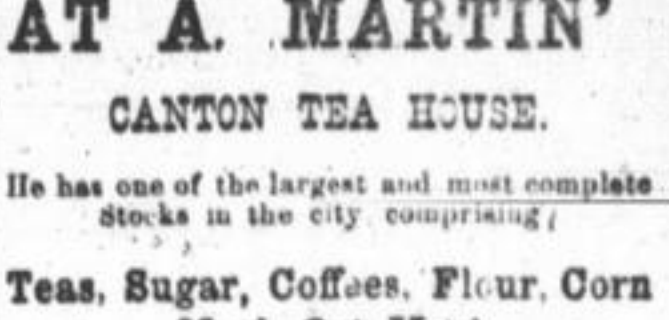 AT A. MARTIN'
CANTON TEA HOUSE.
He has one of the largest and most complete
Stocks in the city comprising;
Teas, Sugar, Coffees, Flour, Corn